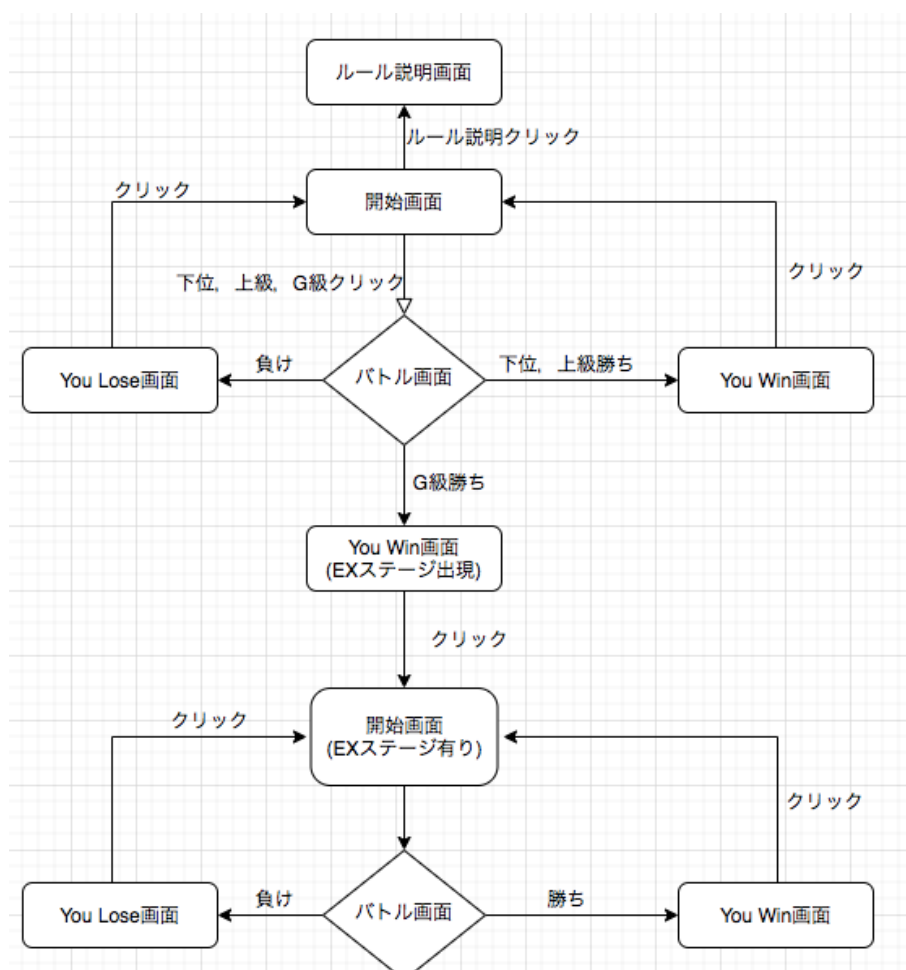 ルール説明画面
ルール説明クリック
クリック
開始画面
クリック
下位，上級，G級クリック
You Lose画面
負け
バトル画面
下位，上級勝ち
You Win画面
G級勝ち
You Win画面
(EXステージ出現)
クリック
クリック
開始画面
(EXステージ有り)
クリック
You Lose画面
負け
バトル画面
勝ち
You Win画面